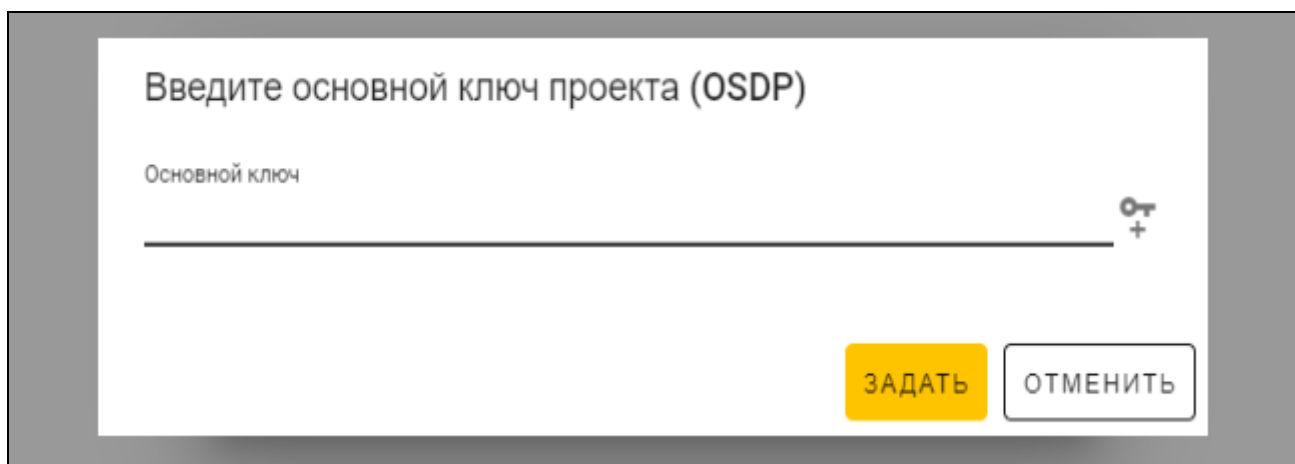 Введите основной ключ проекта (OSDP)
Основной ключ
ЗАДАТЬ ОТМЕНИТЬ